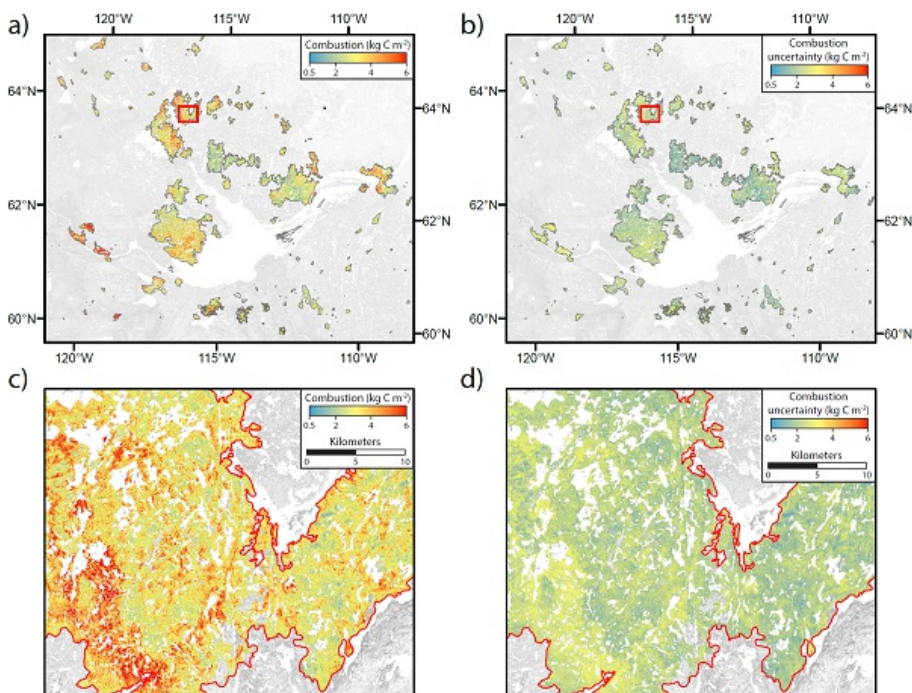 a)
120°W
115°W
110°W
Combustion (kg C m⁻²)
0.5
2
4
6
64°N
62°N
60°N
64°N
62°N
60°N
120°W
115°W
110°W
b)
120°W
115°W
110°W
Combustion
uncertainty (kg C m⁻²)
0.5
2
4
6
64°N
62°N
60°N
64°N
62°N
60°N
120°W
115°W
110°W
c)
Combustion (kg C m⁻²)
0.5
2
4
6
Kilometers
0
5
10
d)
Combustion
uncertainty (kg C m⁻²)
0.5
2
4
6
Kilometers
0
5
10